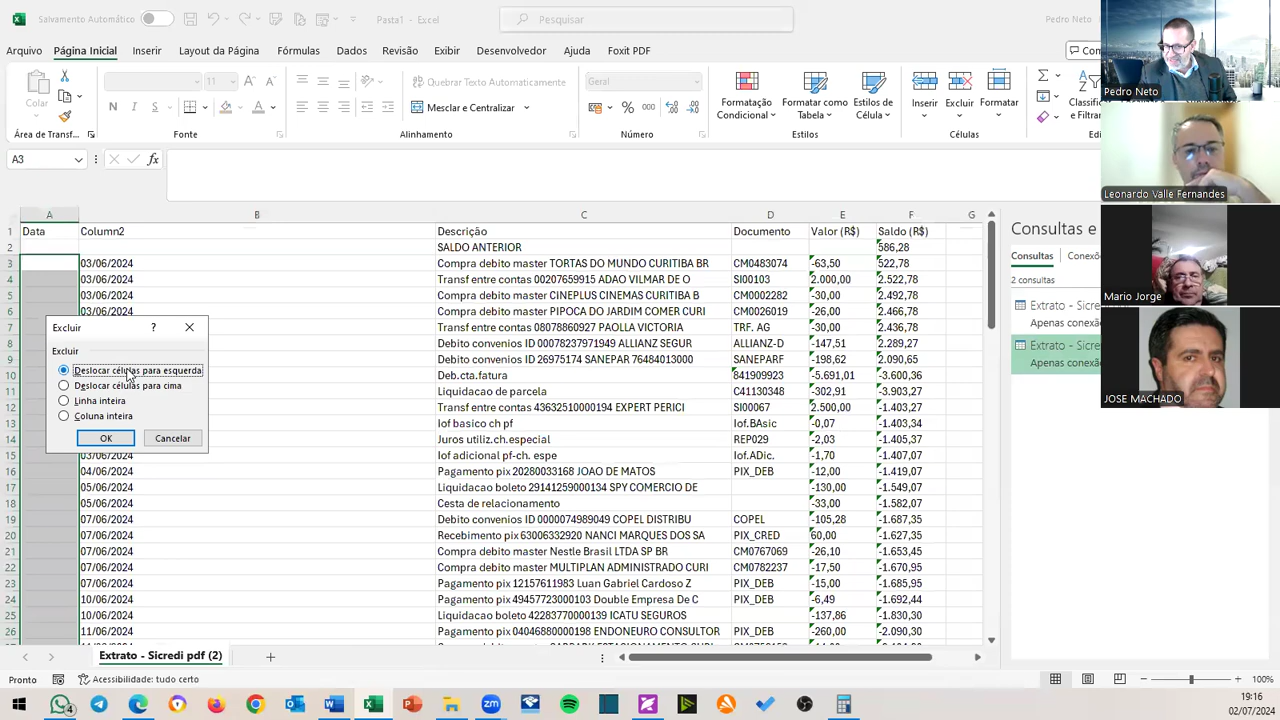 Salvamento Automático
Pasta1 - Excel
Pesquisar
Pedro Neto
Arquivo Página Inicial Inserir Layout da Página Fórmulas Dados Revisão Exibir Desenvolvedor Ajuda Foxit PDF
Colar
11
N I S
Quebrar Texto Automaticamente
Mesclar e Centralizar
Geral
% 000
Formatação Condicional
Formatar como Tabela
Estilos de Célula
Inserir Excluir Formatar
Área de Transf...
Fonte
Alinhamento
Número
Estilos
Células
A3
fx
A B C D E F G
1 Data Column2 Descrição Documento Valor (R$) Saldo (R$)
2 SALDO ANTERIOR 586,28
3 03/06/2024 Compra debito master TORTAS DO MUNDO CURITIBA BR CM0483074 -63,50 522,78
4 03/06/2024 Transf entre contas 00207659915 ADAO VILMAR DE O SI00103 2.000,00 2.522,78
5 03/06/2024 Compra debito master CINEPLUS CINEMAS CURITIBA B CM0002282 -30,00 2.492,78
6 03/06/2024 Compra debito master PIPOCA DO JARDIM COMER CURI CM0026019 -26,00 2.466,78
Transf entre contas 08078860927 PAOLLA VICTORIA TRF. AG -30,00 2.436,78
Debito convenios ID 00078237971949 ALLIANZ SEGUR ALLIANZ-D -147,51 2.289,27
Debito convenios ID 26975174 SANEPAR 76484013000 SANEPARF -198,62 2.090,65
Deb.cta.fatura 841909923 -5.691,01 -3.600,36
Liquidacao de parcela C41130348 -302,91 -3.903,27
Transf entre contas 43632510000194 EXPERT PERICI SI00067 2.500,00 -1.403,27
Iof basico ch pf Iof.BAsic -0,07 -1.403,34
Juros utiliz.ch.especial REP029 -2,03 -1.405,37
15 03/06/2024 Iof adicional pf-ch. espe Iof.ADic. -1,70 -1.407,07
16 04/06/2024 Pagamento pix 20280033168 JOAO DE MATOS PIX_DEB -12,00 -1.419,07
17 05/06/2024 Liquidacao boleto 29141259000134 SPY COMERCIO DE -130,00 -1.549,07
18 05/06/2024 Cesta de relacionamento -33,00 -1.582,07
19 07/06/2024 Debito convenios ID 0000074989049 COPEL DISTRIBU COPEL -105,28 -1.687,35
20 07/06/2024 Recebimento pix 63006332920 NANCI MARQUES DOS SA PIX_CRED 60,00 -1.627,35
21 07/06/2024 Compra debito master Nestle Brasil LTDA SP BR CM0767069 -26,10 -1.653,45
22 07/06/2024 Compra debito master MULTIPLAN ADMINISTRADO CURI CM0782237 -17,50 -1.670,95
23 07/06/2024 Pagamento pix 12157611983 Luan Gabriel Cardoso Z PIX_DEB -15,00 -1.685,95
24 10/06/2024 Pagamento pix 49457723000103 Double Empresa De C PIX_DEB -6,49 -1.692,44
25 10/06/2024 Liquidacao boleto 42283770000139 ICATU SEGUROS -137,86 -1.830,30
26 11/06/2024 Pagamento pix 04046880000198 ENDONEURO CONSULTOR PIX_DEB -260,00 -2.090,30
Excluir
?
Excluir
Deslocar células para esquerda
Deslocar células para cima
Linha inteira
Coluna inteira
OK
Cancelar
Consultas e
Consultas
Conexõ
2 consultas
Extrato - Sicre
Apenas conexã
Extrato - Sicre
Apenas conexã
Pedro Neto
Leonardo Valle Fernandes
Mario Jorge
JOSE MACHADO
Extrato - Sicredi pdf (2)
Pronto
Acessibilidade: tudo certo
100%
4
19:16
02/07/2024